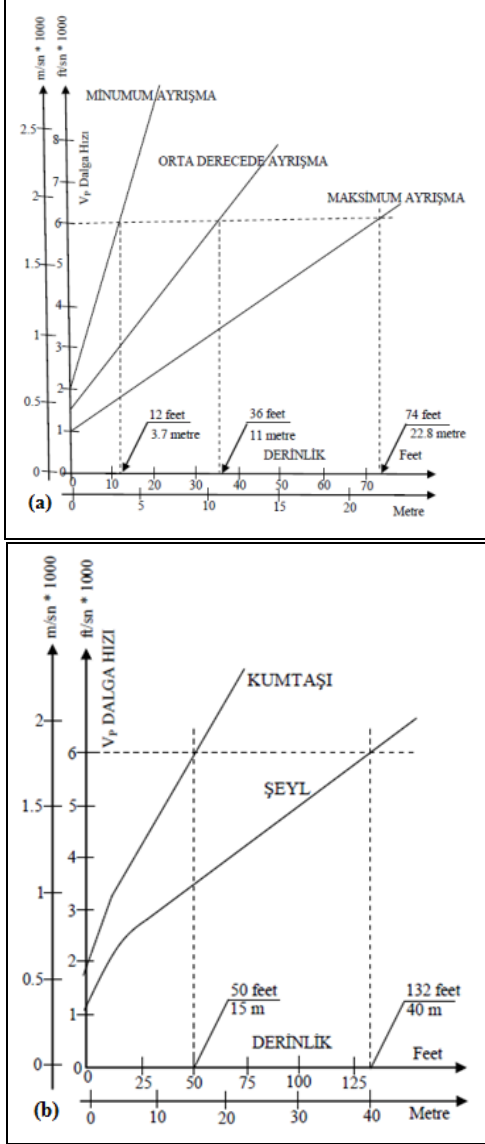 m/sn * 1000
ft/sn * 1000
VP Dalga Hızı
MİNUMUM AYRIŞMA
ORTA DERECEDE AYRIŞMA
MAKSİMUM AYRIŞMA
2.5
2
1.5
1
0.5
0
8
7
6
5
4
3
2
1
0
12 feet
3.7 metre
36 feet
11 metre
74 feet
22.8 metre
DERİNLİK
Feet
0 10 20 30 40 50 60 70
(a)
0 5 10 15 20
Metre
m/sn * 1000
ft/sn * 1000
VP DALGA HIZI
KUMTAŞI
ŞEYL
2
1.5
1
0.5
0
6
5
4
3
2
1
0
50 feet
15 m
132 feet
40 m
DERİNLİK
Feet
0 25 50 75 100 125
(b)
0 10 20 30 40
Metre